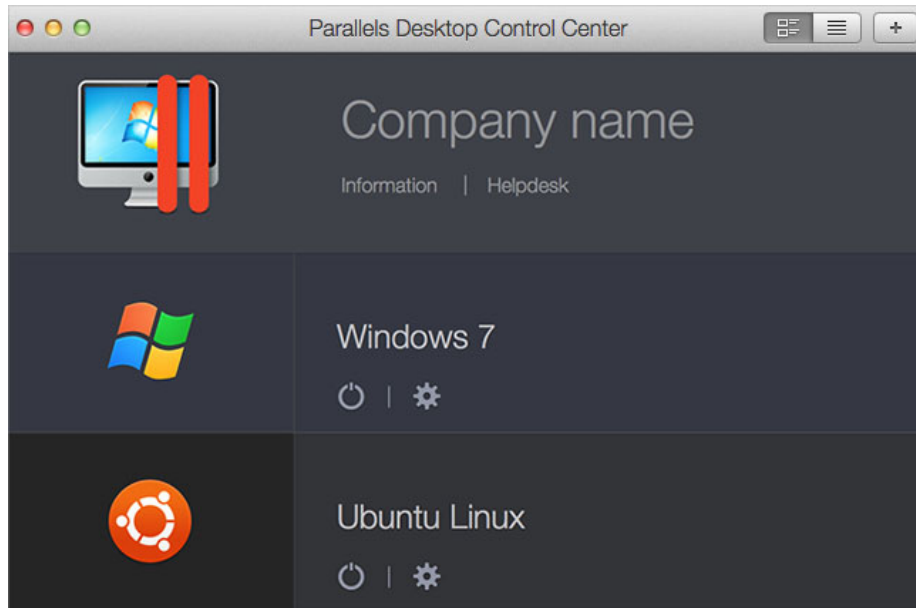 Parallels Desktop Control Center
Company name
Information | Helpdesk
Windows 7
Ubuntu Linux